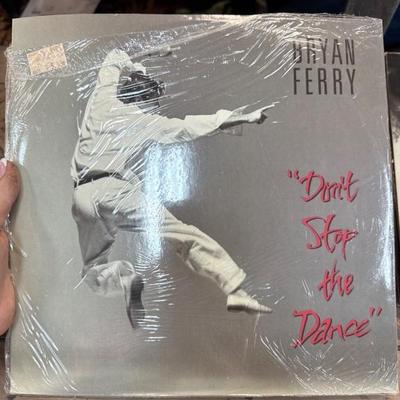 BRYAN
FERRY
"Don't
Stop
the
Dance"